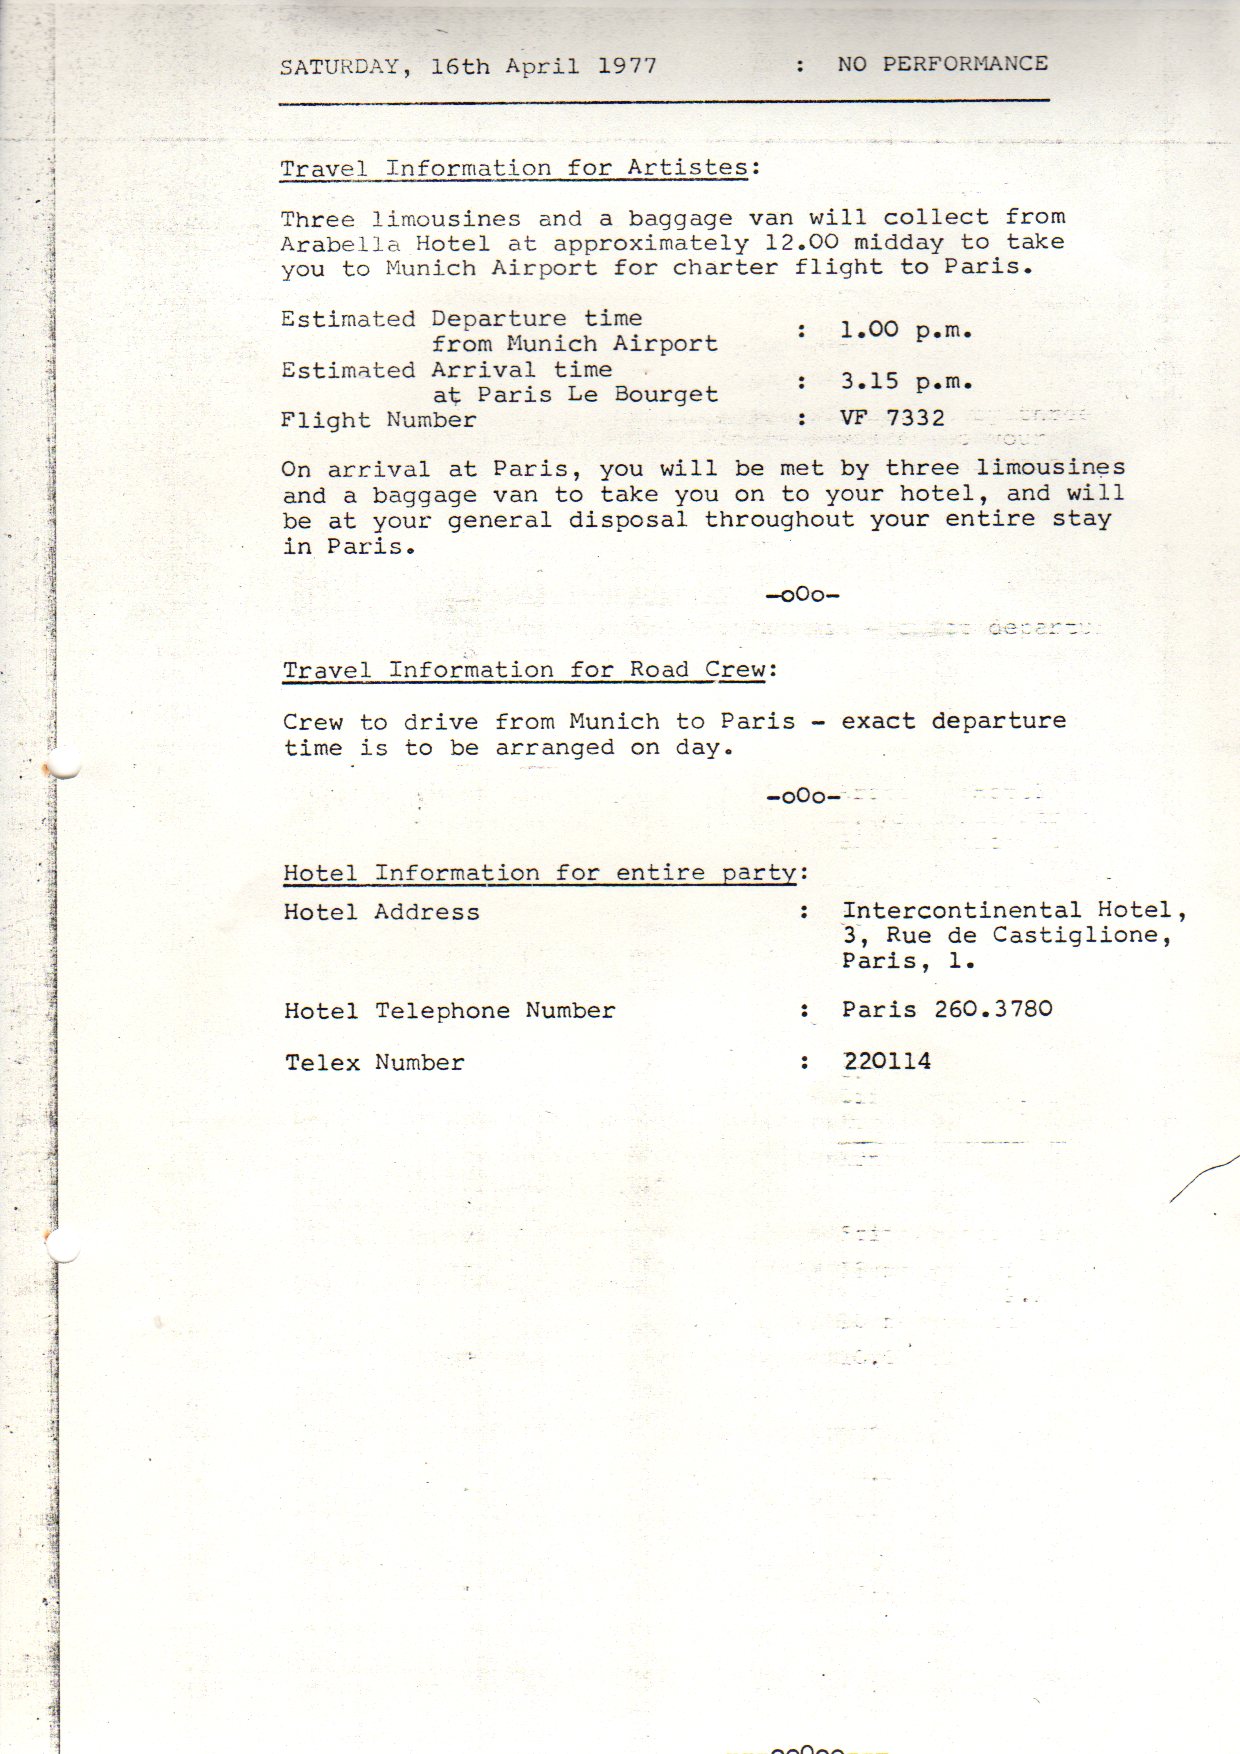 SATURDAY, 16th April 1977 : NO PERFORMANCE
Travel Information for Artistes:
Three limousines and a baggage van will collect from
Arabella Hotel at approximately 12.00 midday to take
you to Munich Airport for charter flight to Paris.
Estimated Departure time
from Munich Airport : 1.00 p.m.
Estimated Arrival time
at Paris Le Bourget : 3.15 p.m.
Flight Number : VF 7332
On arrival at Paris, you will be met by three limousines
and a baggage van to take you on to your hotel, and will
be at your general disposal throughout your entire stay
in Paris.
-oOo-
Travel Information for Road Crew:
Crew to drive from Munich to Paris - exact departure
time is to be arranged on day.
-oOo-
Hotel Information for entire party:
Hotel Address : Intercontinental Hotel,
3, Rue de Castiglione,
Paris, 1.
Hotel Telephone Number : Paris 260.3780
Telex Number : 220114